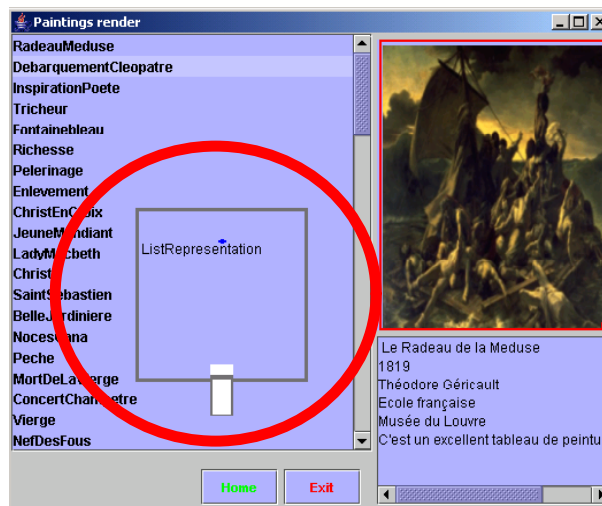 Paintings render
RadeauMeduse
DebarquementCleopatre
InspirationPoete
Tricheur
Fontainebleau
Richesse
Pelerinage
Enlevement
ChristEnCroix
JeuneMendiant
LadyMacbeth
Christ
SaintSebastien
BelleJardiniere
NocesCana
Peche
MortDeLaVierge
ConcertChampetre
Vierge
NefDesFous
ListRepresentation
Le Radeau de la Meduse
1819
Théodore Géricault
Ecole française
Musée du Louvre
C'est un excellent tableau de peintu
Home
Exit